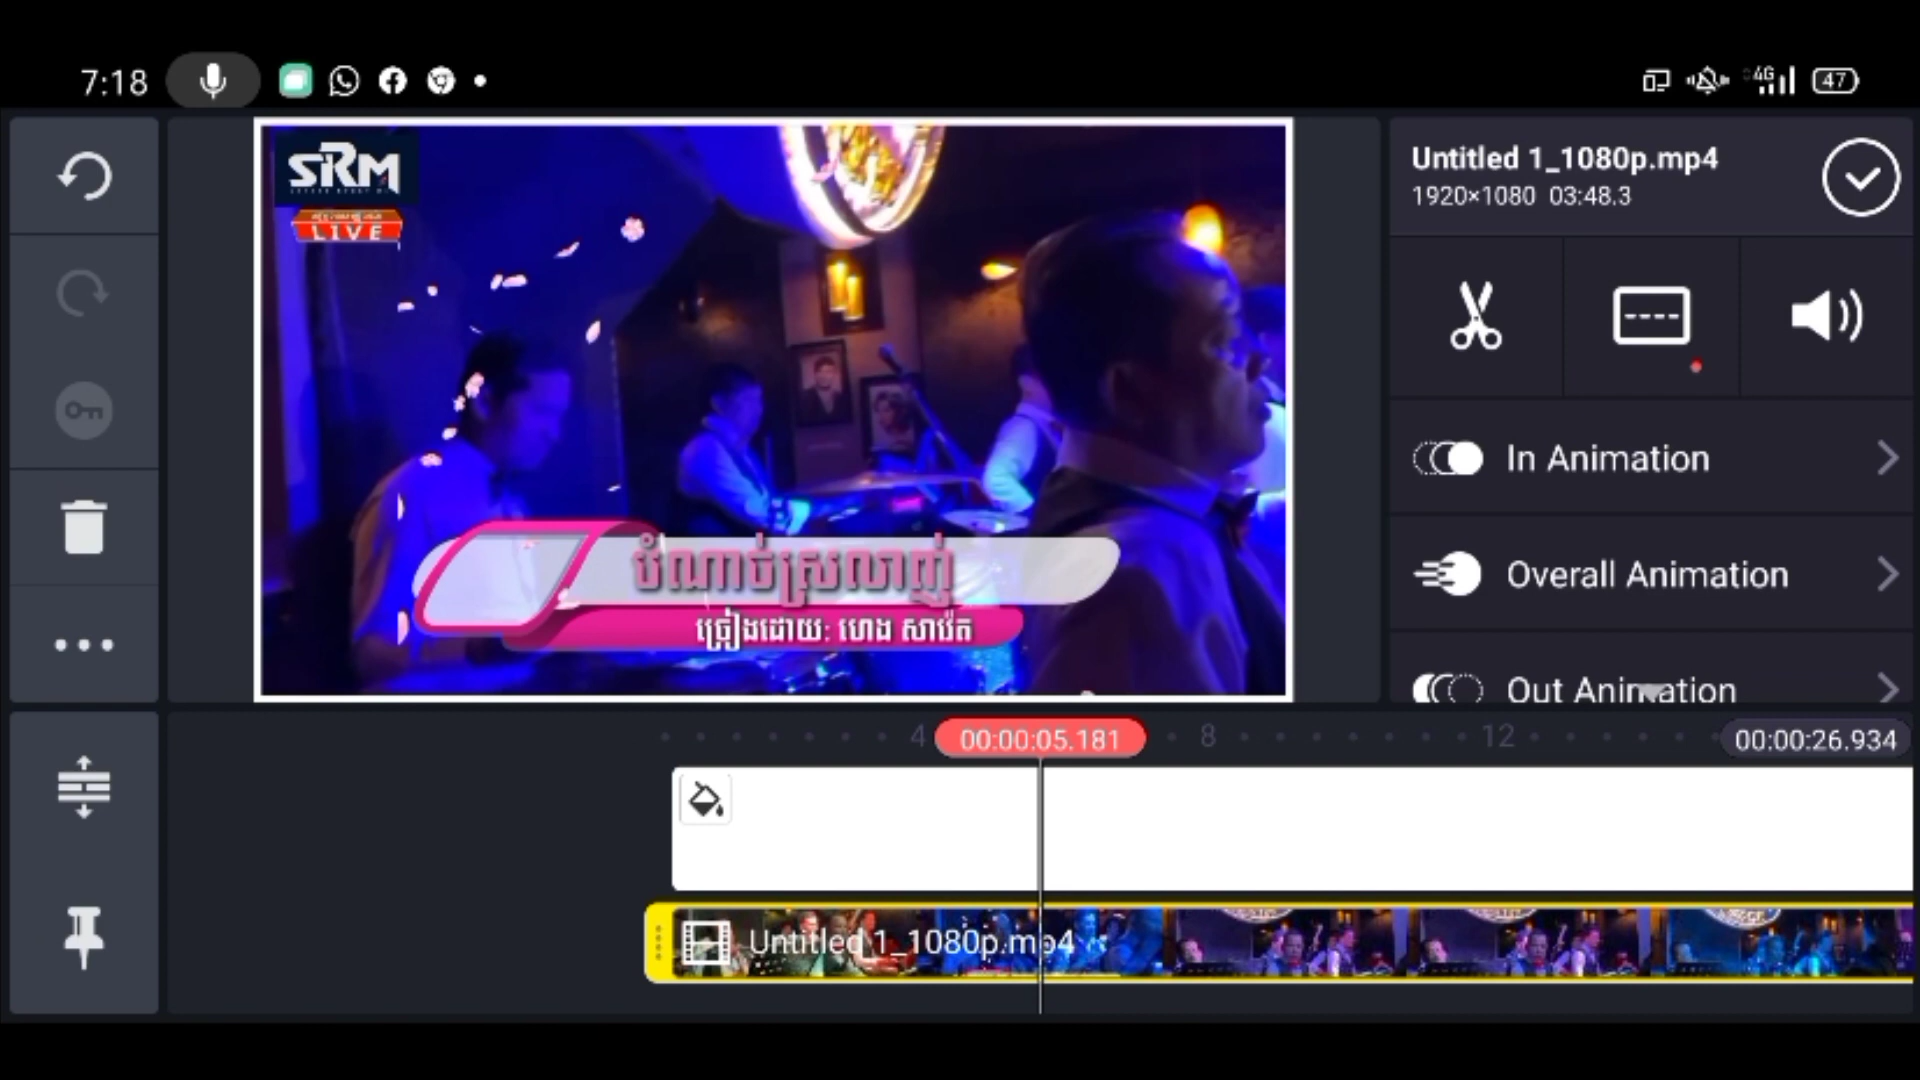 7:18
4G
47
SRM
LIVE
បំណាច់ស្រលាញ់
ច្រៀងដោយ: ហេង សាវ៉េត
Untitled 1_1080p.mp4
1920×1080 03:48.3
In Animation
Overall Animation
Out Animation
4
00:00:05.181
8
12
00:00:26.934
Untitled 1_1080p.mp4